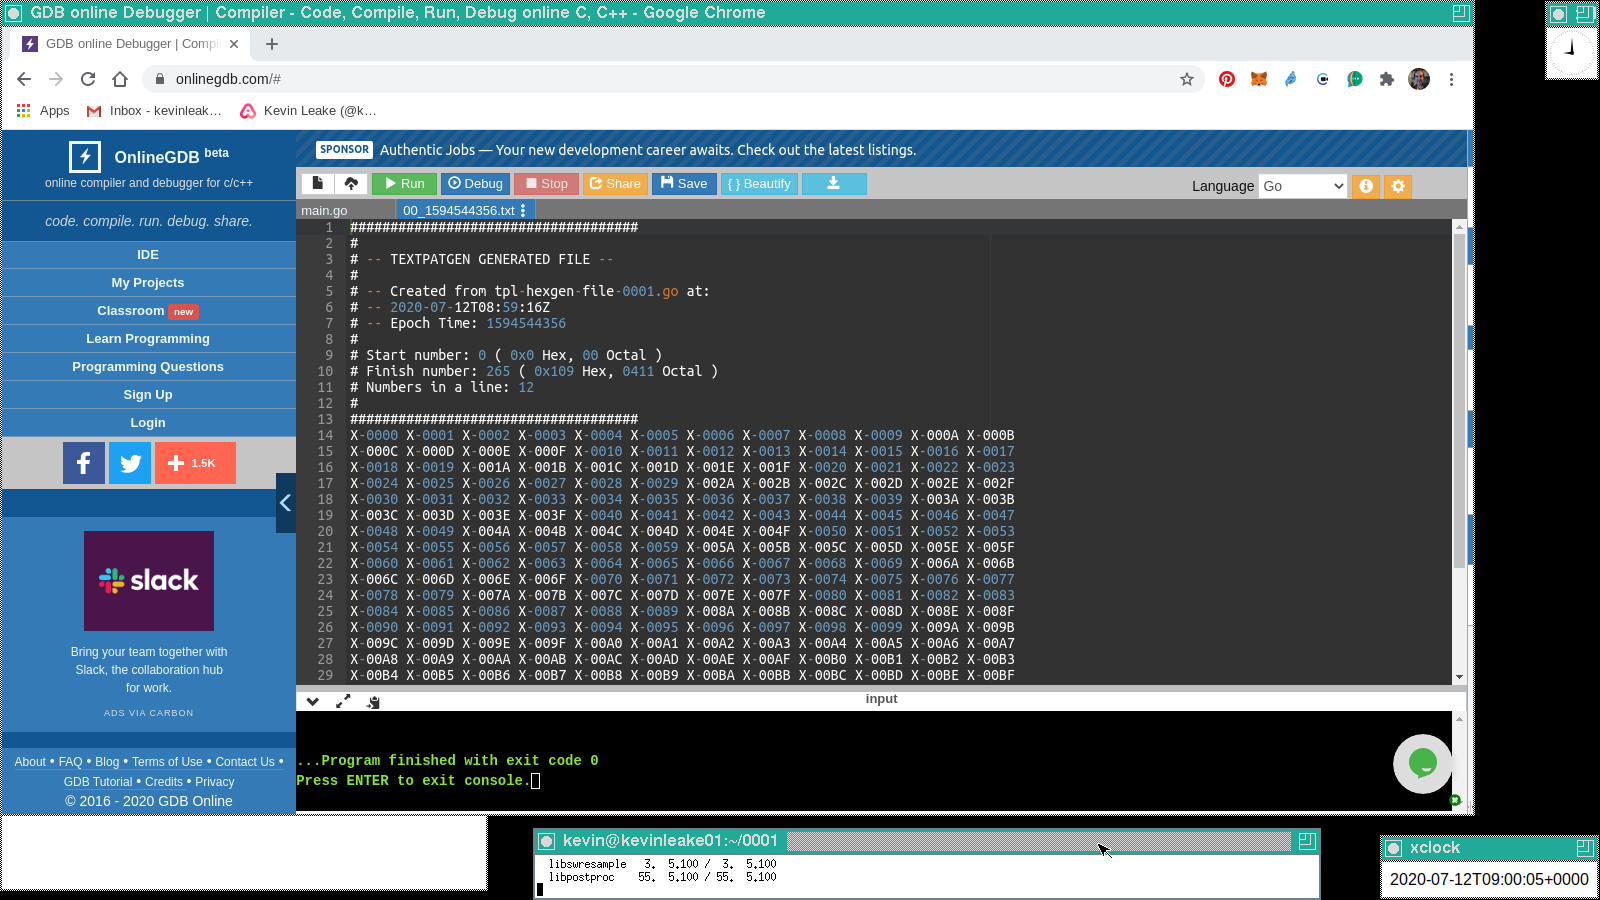 GDB online Debugger | Compiler - Code, Compile, Run, Debug online C, C++ - Google Chrome
GDB online Debugger | Compi
onlinegdb.com/#
Apps
Inbox - kevinleak…
Kevin Leake (@k…
OnlineGDB beta
online compiler and debugger for c/c++
code. compile. run. debug. share.
IDE
My Projects
Classroom new
Learn Programming
Programming Questions
Sign Up
Login
1.5K
slack
Bring your team together with
Slack, the collaboration hub
for work.
ADS VIA CARBON
About • FAQ • Blog • Terms of Use • Contact Us •
GDB Tutorial • Credits • Privacy
© 2016 - 2020 GDB Online
SPONSOR Authentic Jobs — Your new development career awaits. Check out the latest listings.
Run Debug Stop Share Save { } Beautify Language Go
main.go 00_1594544356.txt
1 ####################################
2 #
3 # -- TEXTPATGEN GENERATED FILE --
4 #
5 # -- Created from tpl-hexgen-file-0001.go at:
6 # -- 2020-07-12T08:59:16Z
7 # -- Epoch Time: 1594544356
8 #
9 # Start number: 0 ( 0x0 Hex, 00 Octal )
10 # Finish number: 265 ( 0x109 Hex, 0411 Octal )
11 # Numbers in a line: 12
12 #
13 ####################################
14 X-0000 X-0001 X-0002 X-0003 X-0004 X-0005 X-0006 X-0007 X-0008 X-0009 X-000A X-000B
15 X-000C X-000D X-000E X-000F X-0010 X-0011 X-0012 X-0013 X-0014 X-0015 X-0016 X-0017
16 X-0018 X-0019 X-001A X-001B X-001C X-001D X-001E X-001F X-0020 X-0021 X-0022 X-0023
17 X-0024 X-0025 X-0026 X-0027 X-0028 X-0029 X-002A X-002B X-002C X-002D X-002E X-002F
18 X-0030 X-0031 X-0032 X-0033 X-0034 X-0035 X-0036 X-0037 X-0038 X-0039 X-003A X-003B
19 X-003C X-003D X-003E X-003F X-0040 X-0041 X-0042 X-0043 X-0044 X-0045 X-0046 X-0047
20 X-0048 X-0049 X-004A X-004B X-004C X-004D X-004E X-004F X-0050 X-0051 X-0052 X-0053
21 X-0054 X-0055 X-0056 X-0057 X-0058 X-0059 X-005A X-005B X-005C X-005D X-005E X-005F
22 X-0060 X-0061 X-0062 X-0063 X-0064 X-0065 X-0066 X-0067 X-0068 X-0069 X-006A X-006B
23 X-006C X-006D X-006E X-006F X-0070 X-0071 X-0072 X-0073 X-0074 X-0075 X-0076 X-0077
24 X-0078 X-0079 X-007A X-007B X-007C X-007D X-007E X-007F X-0080 X-0081 X-0082 X-0083
25 X-0084 X-0085 X-0086 X-0087 X-0088 X-0089 X-008A X-008B X-008C X-008D X-008E X-008F
26 X-0090 X-0091 X-0092 X-0093 X-0094 X-0095 X-0096 X-0097 X-0098 X-0099 X-009A X-009B
27 X-009C X-009D X-009E X-009F X-00A0 X-00A1 X-00A2 X-00A3 X-00A4 X-00A5 X-00A6 X-00A7
28 X-00A8 X-00A9 X-00AA X-00AB X-00AC X-00AD X-00AE X-00AF X-00B0 X-00B1 X-00B2 X-00B3
29 X-00B4 X-00B5 X-00B6 X-00B7 X-00B8 X-00B9 X-00BA X-00BB X-00BC X-00BD X-00BE X-00BF
input
...Program finished with exit code 0
Press ENTER to exit console.
kevin@kevinleake01:~/0001
libswresample 3. 5.100 / 3. 5.100
libpostproc 55. 5.100 / 55. 5.100
xclock
2020-07-12T09:00:05+0000